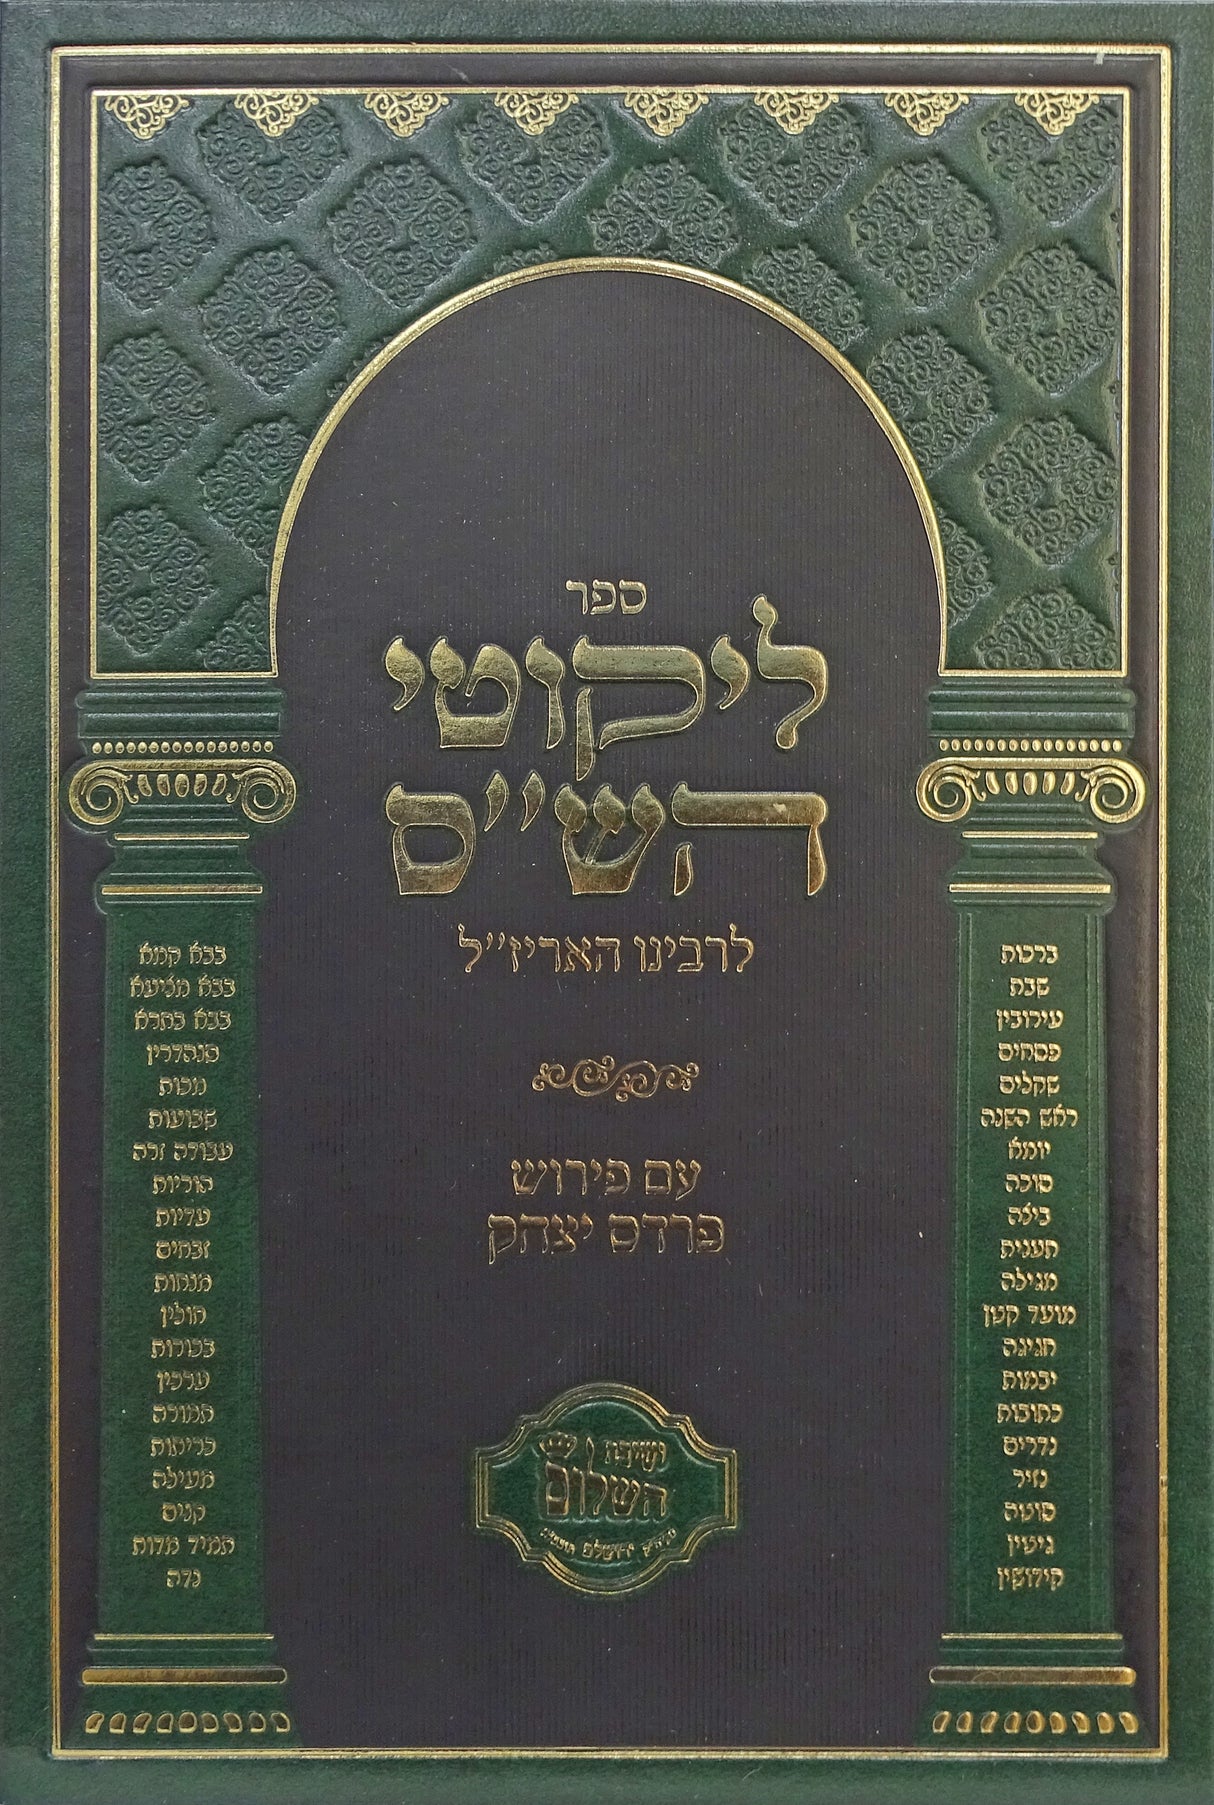 ספר
ליקוטי
הש"ס
לרבינו האריז"ל
עם פירוש
פרדס יצחק
ישיבת
השלום
ברכות
שבת
עירובין
פסחים
שקלים
ראש השנה
יומא
סוכה
ביצה
תענית
מגילה
מועד קטן
חגיגה
יבמות
כתובות
נדרים
נזיר
סוטה
גיטין
קידושין
בבא קמא
בבא מציעא
בבא בתרא
סנהדרין
מכות
שבועות
עבודה זרה
הוריות
עדיות
זבחים
מנחות
חולין
בכורות
ערכין
תמורה
כריתות
מעילה
קנים
תמיד מדות
נדה